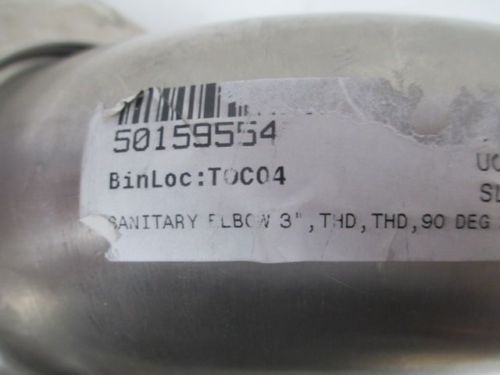 50159554
BinLoc:TOC04
SANITARY ELBOW 3",THD,THD,90 DEG